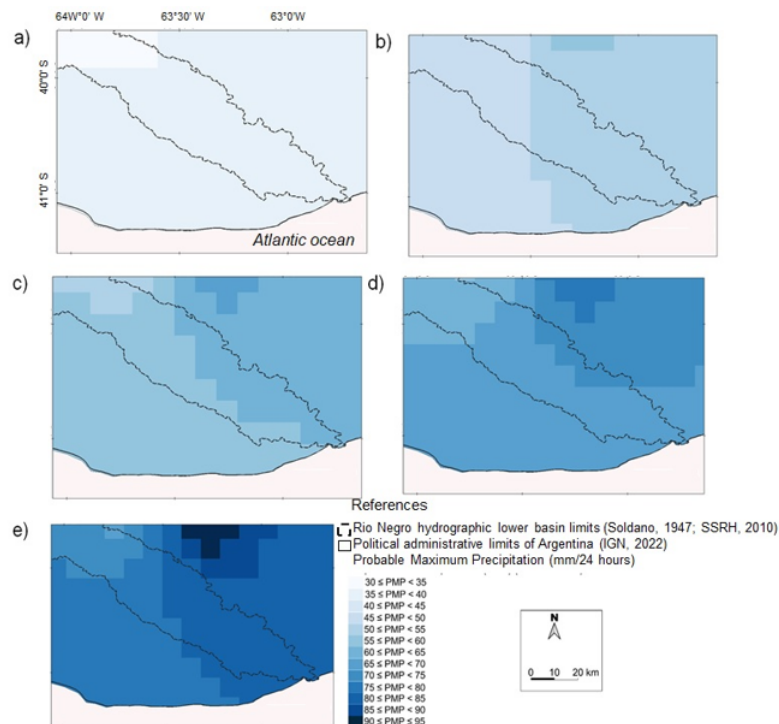 64W°0' W 63°30' W 63°0' W
a)
b)
40°0' S
41°0' S
Atlantic ocean
c)
d)
References
e)
Rio Negro hydrographic lower basin limits (Soldano, 1947; SSRH, 2010)
Political administrative limits of Argentina (IGN, 2022)
Probable Maximum Precipitation (mm/24 hours)
30 ≤ PMP < 35
35 ≤ PMP < 40
40 ≤ PMP < 45
45 ≤ PMP < 50
50 ≤ PMP < 55
55 ≤ PMP < 60
60 ≤ PMP < 65
65 ≤ PMP < 70
70 ≤ PMP < 75
75 ≤ PMP < 80
80 ≤ PMP < 85
85 ≤ PMP < 90
90 ≤ PMP ≤ 95
N
0 10 20 km